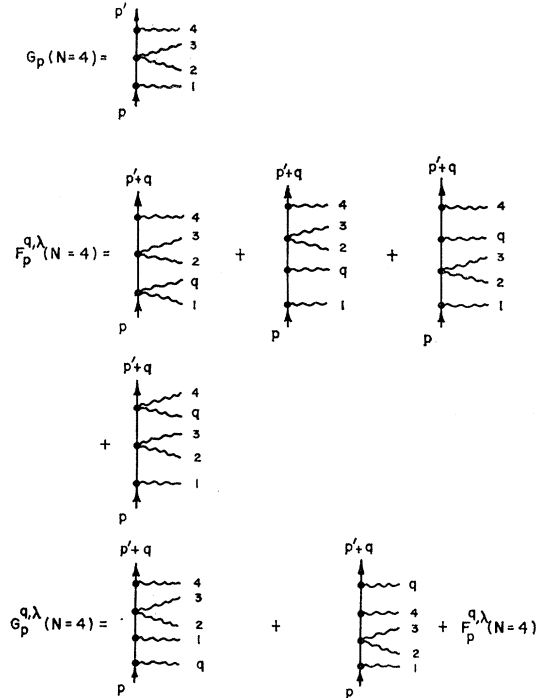 p'
4
3
G_p (N=4) =
2
1
p
p'+q p'+q p'+q
4 4 4
3 3 q
F_p^{q,λ} (N=4) = + +
2 2 3
q q 2
1 1 1
p p p
p'+q
4
q
+ 3
2
1
p
p'+q p'+q
4 q
3 4
G_p^{q,λ} (N=4) = + 3 + F_p^{q,λ} (N=4)
2 2
1 1
q
p p